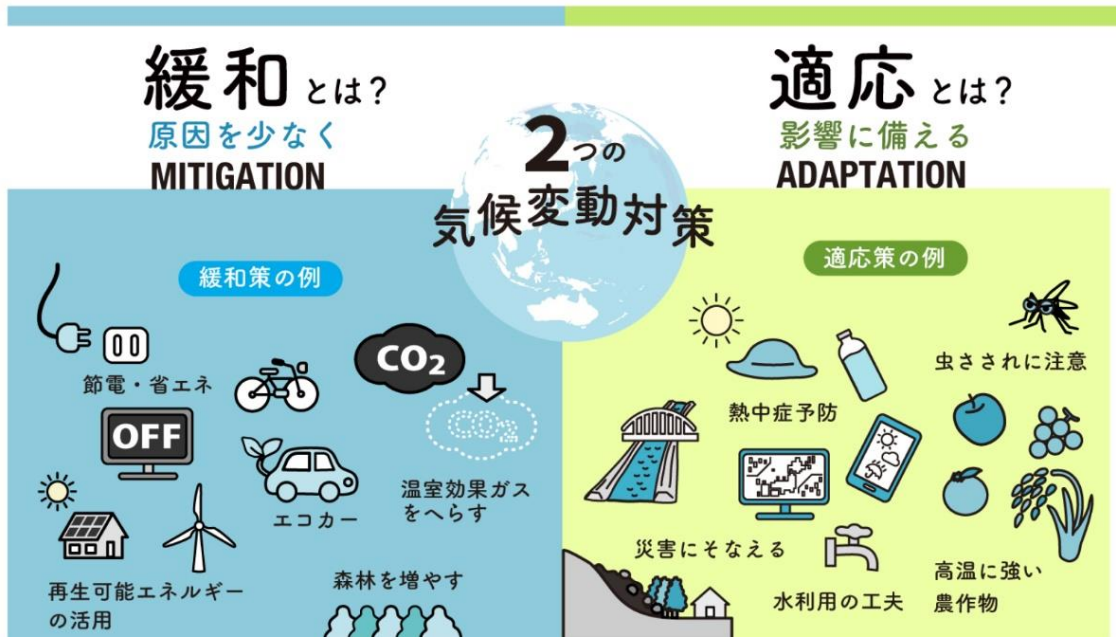 緩和とは?
原因を少なく
MITIGATION
2つの
気候変動対策
適応とは?
影響に備える
ADAPTATION
緩和策の例
節電・省エネ
OFF
CO₂
CO₂
エコカー
温室効果ガス
をへらす
再生可能エネルギー
の活用
森林を増やす
適応策の例
虫さされに注意
熱中症予防
災害にそなえる
水利用の工夫
高温に強い
農作物